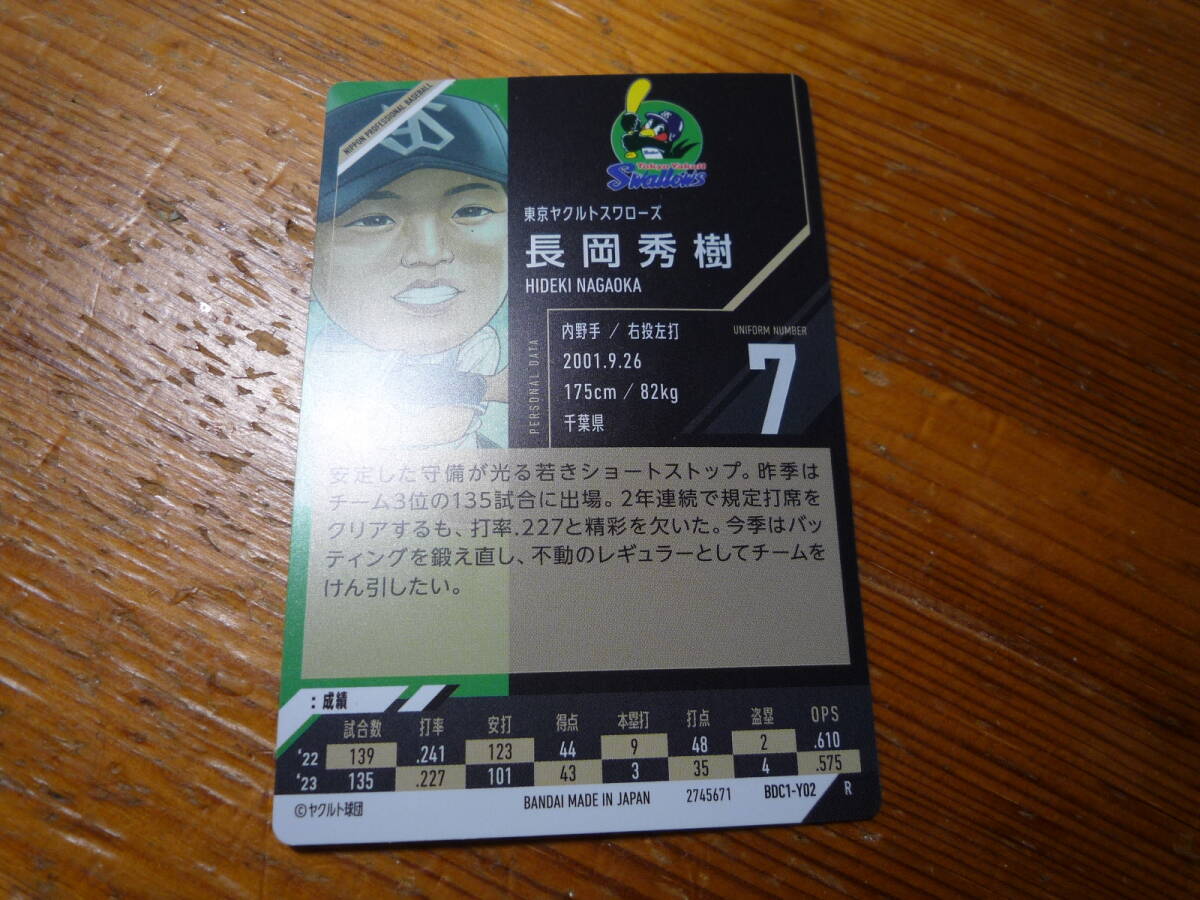 NIPPON PROFESSIONAL BASEBALL
Tokyo Yakult
Swallows
東京ヤクルトスワローズ
長岡秀樹
HIDEKI NAGAOKA
PERSONAL DATA
内野手 / 右投左打
2001.9.26
175cm / 82kg
千葉県
UNIFORM NUMBER
7
安定した守備が光る若きショートストップ。昨季は
チーム3位の135試合に出場。2年連続で規定打席を
クリアするも、打率.227と精彩を欠いた。今季はバッ
ティングを鍛え直し、不動のレギュラーとしてチームを
けん引したい。
:成績
試合数 打率 安打 得点 本塁打 打点 盗塁 OPS
'22 139 .241 123 44 9 48 2 .610
'23 135 .227 101 43 3 35 4 .575
©ヤクルト球団 BANDAI MADE IN JAPAN 2745671 BDC1-Y02 R